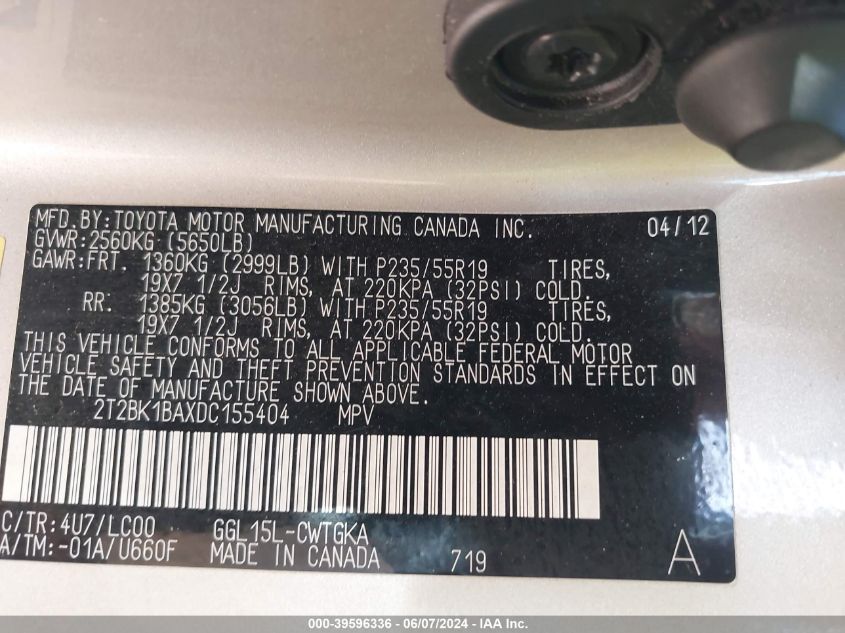 MFD.BY:TOYOTA MOTOR MANUFACTURING CANADA INC. 04/12
GVWR:2560KG (5650LB)
GAWR:FRT. 1360KG (2999LB) WITH P235/55R19 TIRES,
19X7 1/2J RIMS, AT 220KPA (32PSI) COLD.
RR. 1385KG (3056LB) WITH P235/55R19 TIRES,
19X7 1/2J RIMS, AT 220KPA (32PSI) COLD.
THIS VEHICLE CONFORMS TO ALL APPLICABLE FEDERAL MOTOR
VEHICLE SAFETY AND THEFT PREVENTION STANDARDS IN EFFECT ON
THE DATE OF MANUFACTURE SHOWN ABOVE.
2T2BK1BAXDC155404 MPV
C/TR:4U7/LC00 GGL15L-CWTGKA
A/TM:-01A/U660F MADE IN CANADA 719 A
000-39596336 - 06/07/2024 - IAA Inc.